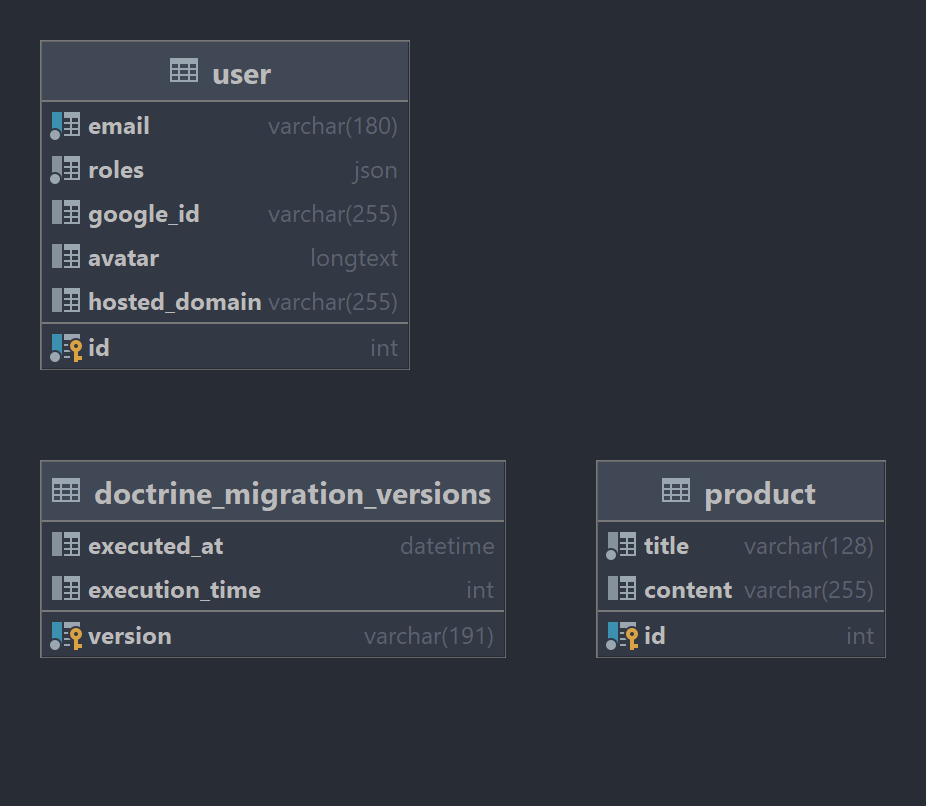 user
email varchar(180)
roles json
google_id varchar(255)
avatar longtext
hosted_domain varchar(255)
id int
doctrine_migration_versions
executed_at datetime
execution_time int
version varchar(191)
product
title varchar(128)
content varchar(255)
id int